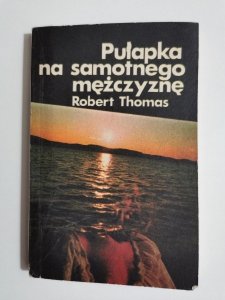 Pułapka
na samotnego
mężczyznę
Robert Thomas